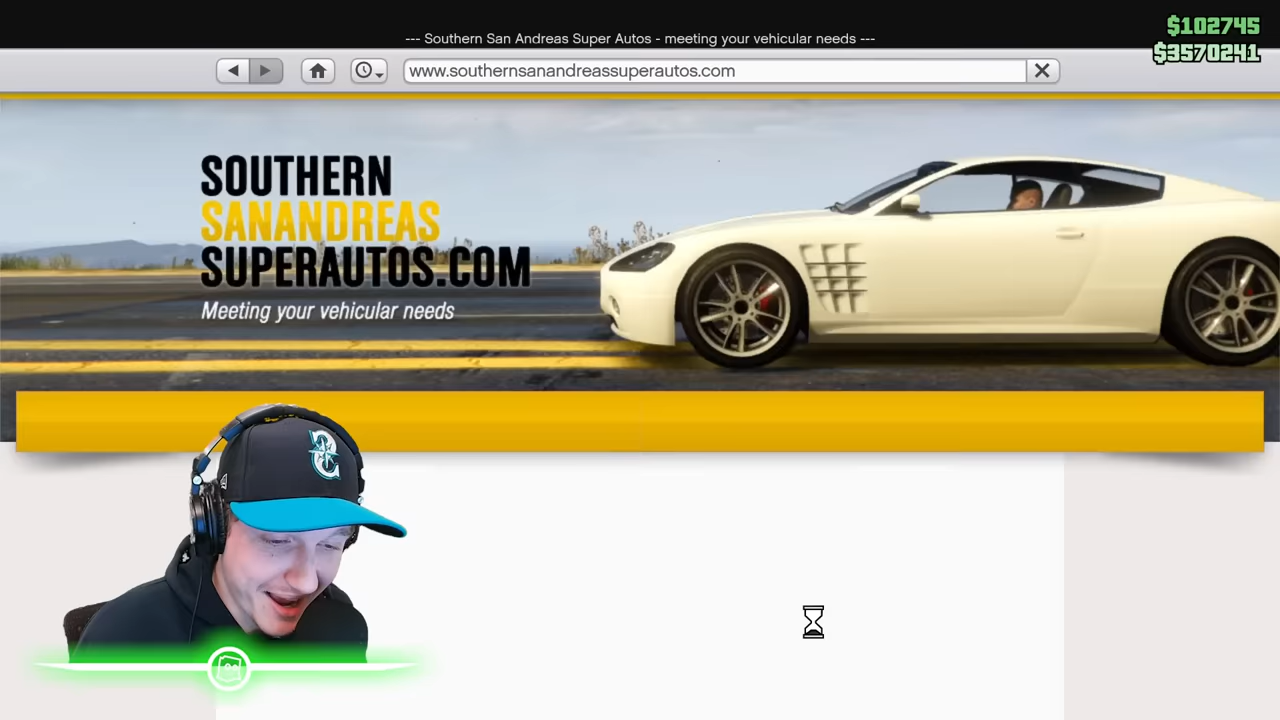 --- Southern San Andreas Super Autos - meeting your vehicular needs ---
$102745
$3570241
www.southernsanandreassuperautos.com
SOUTHERN
SANANDREAS
SUPERAUTOS.COM
Meeting your vehicular needs